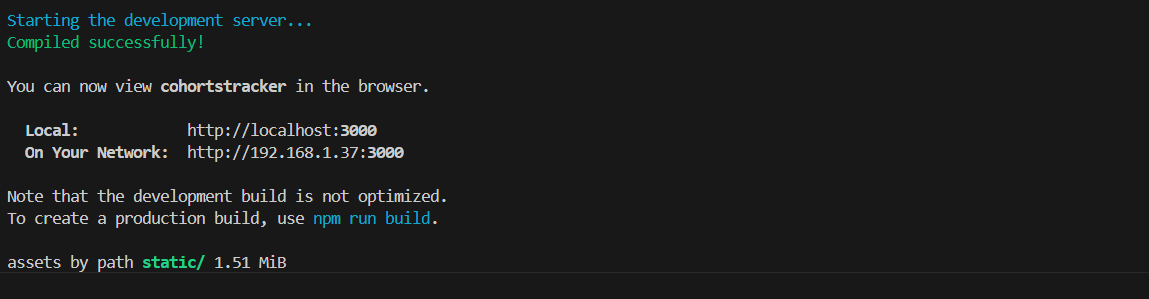 Starting the development server...
Compiled successfully!
You can now view cohortstracker in the browser.
Local: http://localhost:3000
On Your Network: http://192.168.1.37:3000
Note that the development build is not optimized.
To create a production build, use npm run build.
assets by path static/ 1.51 MiB